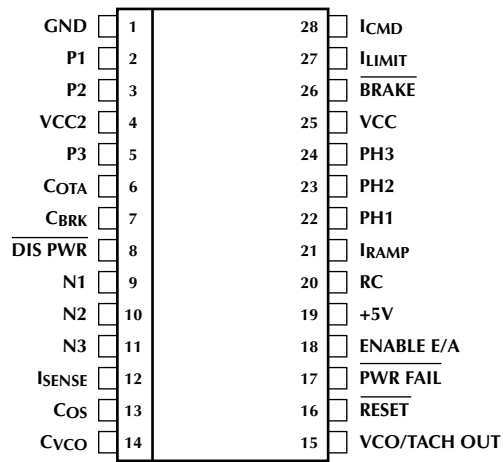 GND 1 28 ICMD
P1 2 27 ILIMIT
P2 3 26 BRAKE
VCC2 4 25 VCC
P3 5 24 PH3
COTA 6 23 PH2
CBRK 7 22 PH1
DIS PWR 8 21 IRAMP
N1 9 20 RC
N2 10 19 +5V
N3 11 18 ENABLE E/A
ISENSE 12 17 PWR FAIL
COS 13 16 RESET
CVCO 14 15 VCO/TACH OUT